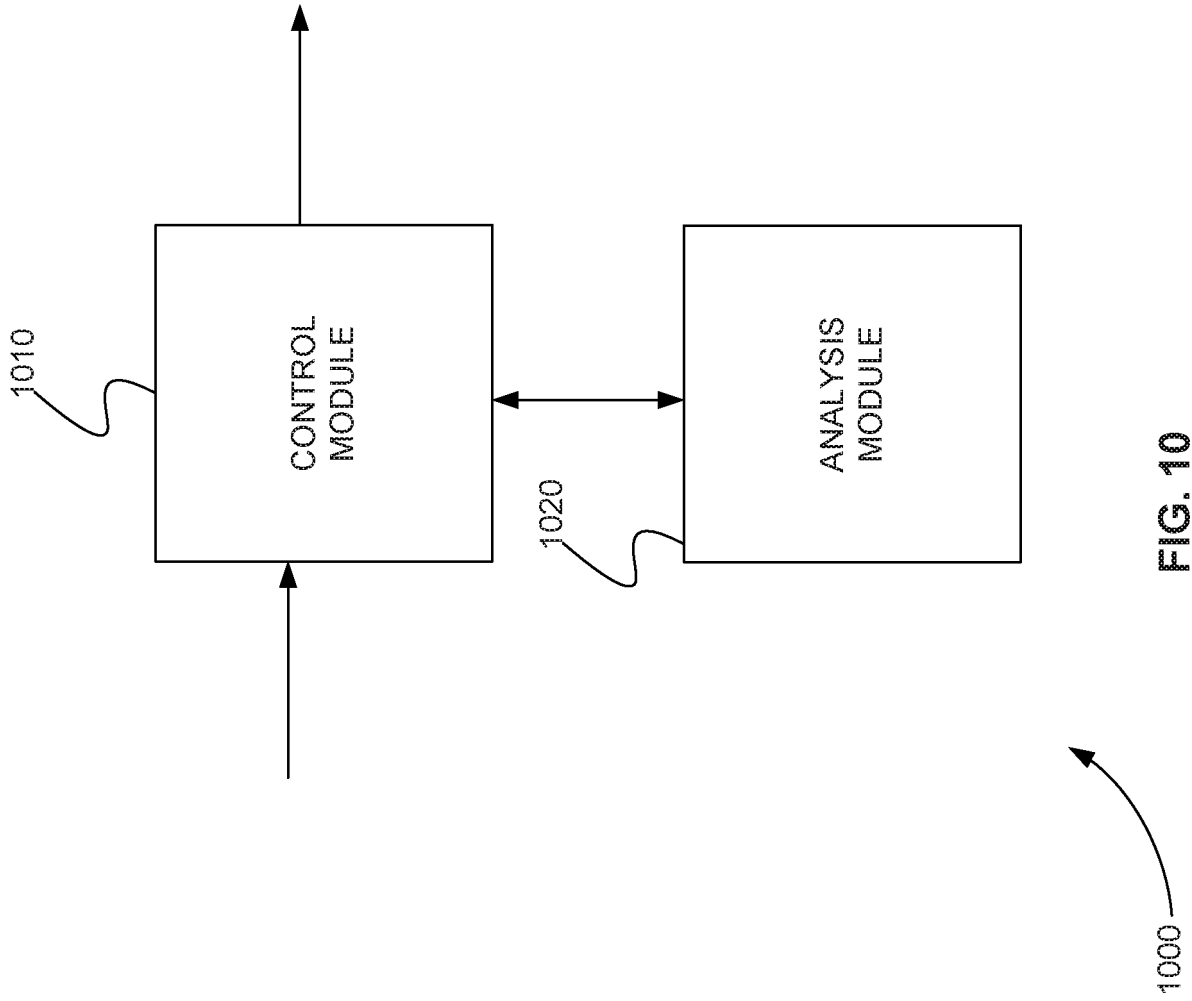 1010
CONTROL
MODULE
1020
ANALYSIS
MODULE
1000
FIG. 10